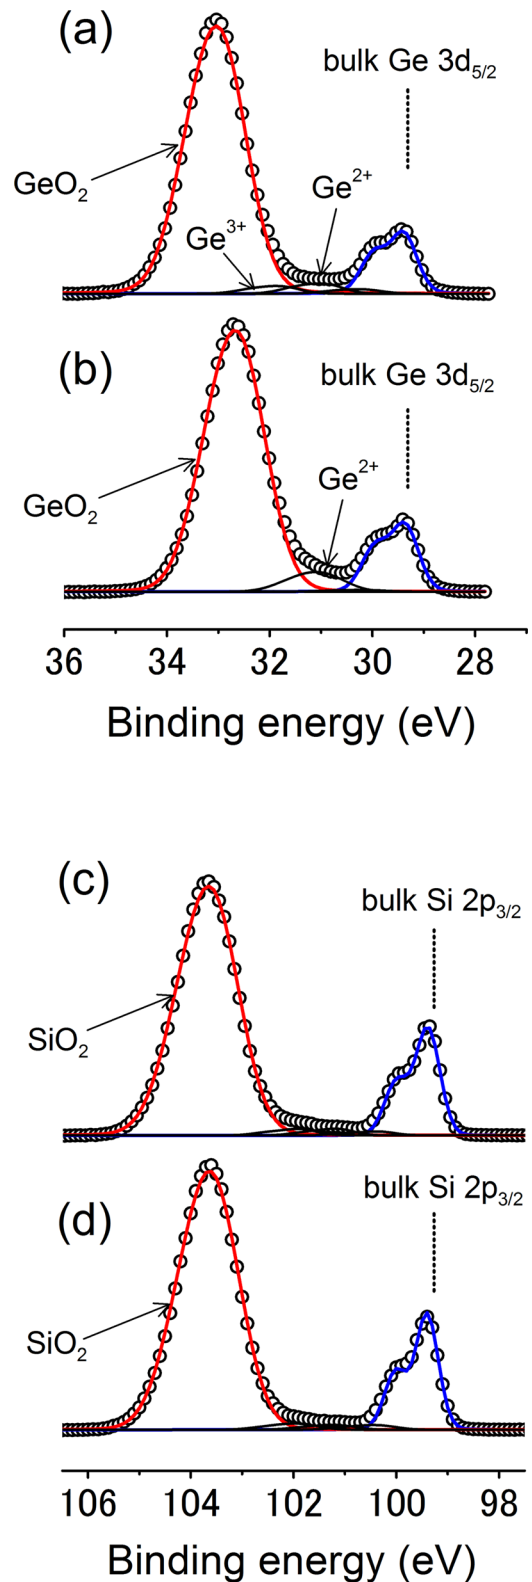 (a)
bulk Ge 3d5/2
GeO2
Ge2+
Ge3+
(b)
bulk Ge 3d5/2
Ge2+
GeO2
36 34 32 30 28
Binding energy (eV)
(c)
bulk Si 2p3/2
SiO2
(d)
bulk Si 2p3/2
SiO2
106 104 102 100 98
Binding energy (eV)